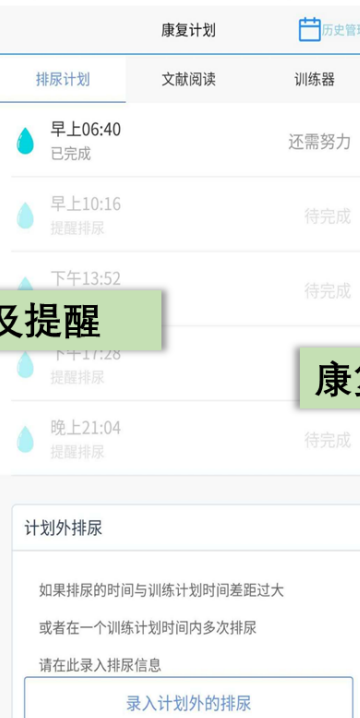 康复计划
历史管
排尿计划 文献阅读 训练器
早上06:40
已完成
还需努力
早上10:16
提醒排尿
待完成
下午13:52
待完成
及提醒
下午17:28
提醒排尿
康
晚上21:04
提醒排尿
待完成
计划外排尿
如果排尿的时间与训练计划时间差距过大
或者在一个训练计划时间内多次排尿
请在此录入排尿信息
录入计划外的排尿